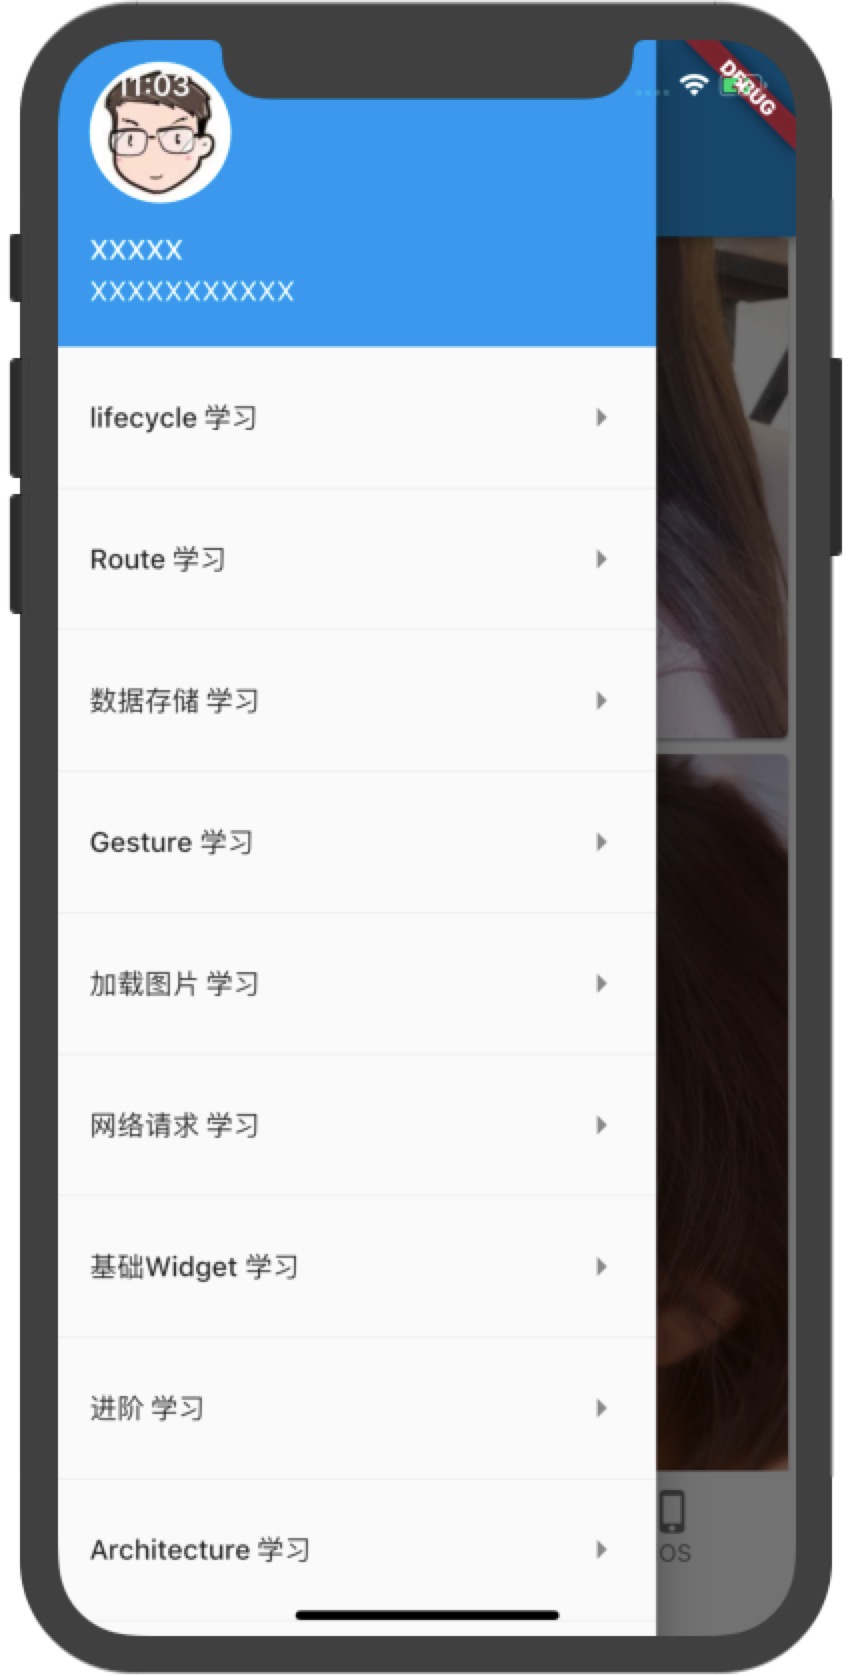 11:03
DEBUG
XXXXX
XXXXXXXXXXX
lifecycle 学习
Route 学习
数据存储 学习
Gesture 学习
加载图片 学习
网络请求 学习
基础Widget 学习
进阶 学习
Architecture 学习
OS